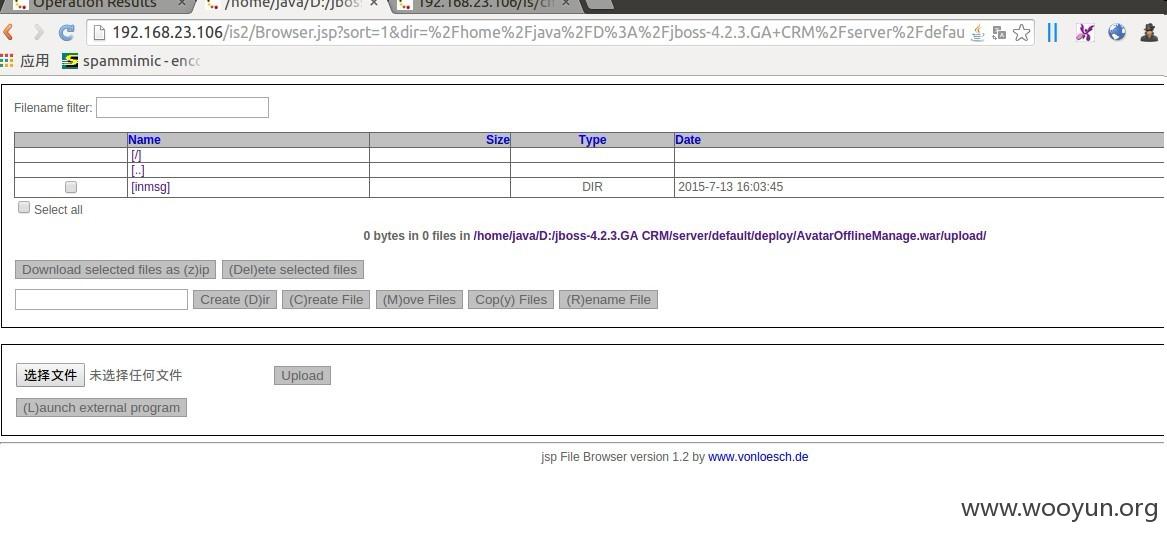 Operation Results × /home/java/D:/jbos × 192.168.23.106/is/cm ×
192.168.23.106/is2/Browser.jsp?sort=1&dir=%2Fhome%2Fjava%2FD%3A%2Fjboss-4.2.3.GA+CRM%2Fserver%2Fdefau
应用 spammimic - enco
Filename filter:
Name Size Type Date
[/]
[..]
[inmsg] DIR 2015-7-13 16:03:45
Select all
0 bytes in 0 files in /home/java/D:/jboss-4.2.3.GA CRM/server/default/deploy/AvatarOfflineManage.war/upload/
Download selected files as (z)ip (Del)ete selected files
Create (D)ir (C)reate File (M)ove Files Cop(y) Files (R)ename File
选择文件 未选择任何文件 Upload
(L)aunch external program
jsp File Browser version 1.2 by www.vonloesch.de
www.wooyun.org